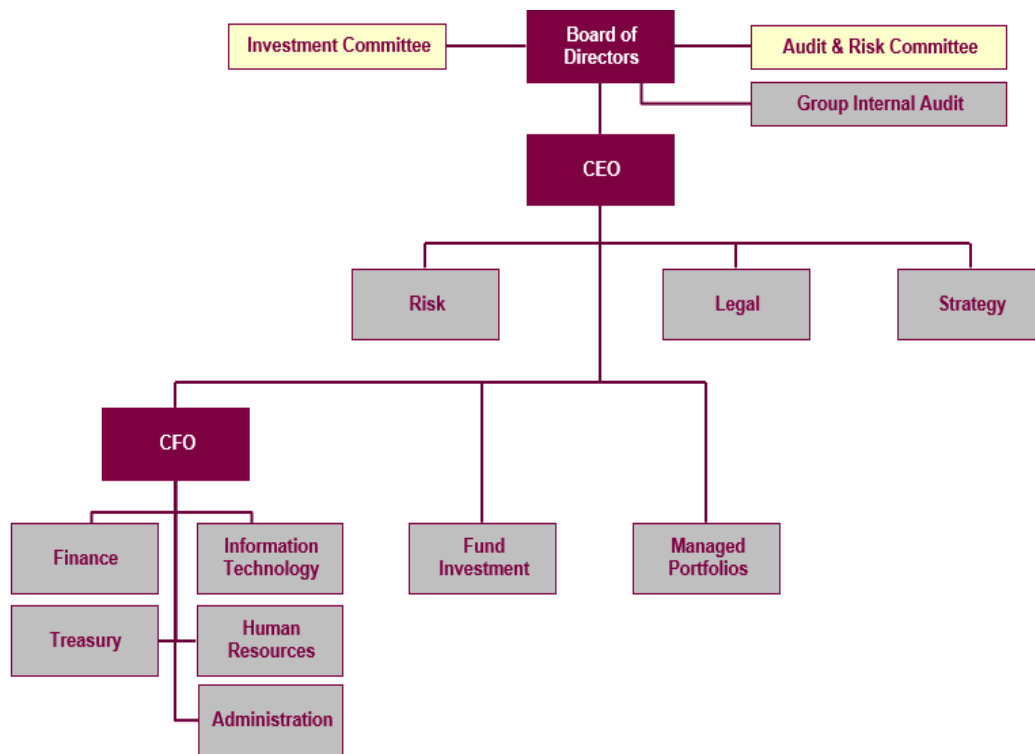 Investment Committee
Board of
Directors
Audit & Risk Committee
Group Internal Audit
CEO
Risk
Legal
Strategy
CFO
Finance
Information
Technology
Fund
Investment
Managed
Portfolios
Treasury
Human
Resources
Administration